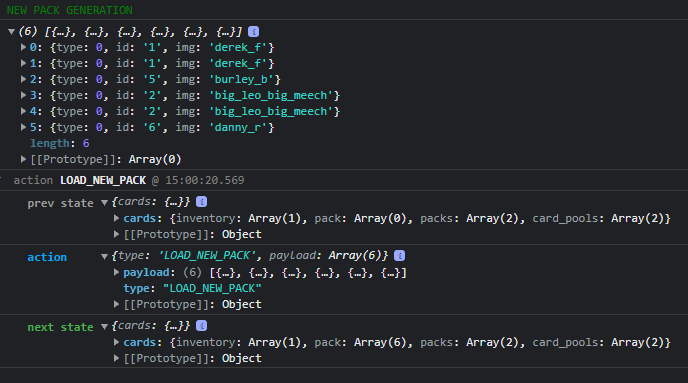 NEW PACK GENERATION
▼ (6) [{…}, {…}, {…}, {…}, {…}, {…}] i
▶ 0: {type: 0, id: '1', img: 'derek_f'}
▶ 1: {type: 0, id: '1', img: 'derek_f'}
▶ 2: {type: 0, id: '5', img: 'burley_b'}
▶ 3: {type: 0, id: '2', img: 'big_leo_big_meech'}
▶ 4: {type: 0, id: '2', img: 'big_leo_big_meech'}
▶ 5: {type: 0, id: '6', img: 'danny_r'}
length: 6
▶ [[Prototype]]: Array(0)
action LOAD_NEW_PACK @ 15:00:20.569
prev state ▼ {cards: {…}} i
▶ cards: {inventory: Array(1), pack: Array(0), packs: Array(2), card_pools: Array(2)}
▶ [[Prototype]]: Object
action ▼ {type: 'LOAD_NEW_PACK', payload: Array(6)} i
▶ payload: (6) [{…}, {…}, {…}, {…}, {…}, {…}]
type: "LOAD_NEW_PACK"
▶ [[Prototype]]: Object
next state ▼ {cards: {…}} i
▶ cards: {inventory: Array(1), pack: Array(6), packs: Array(2), card_pools: Array(2)}
▶ [[Prototype]]: Object